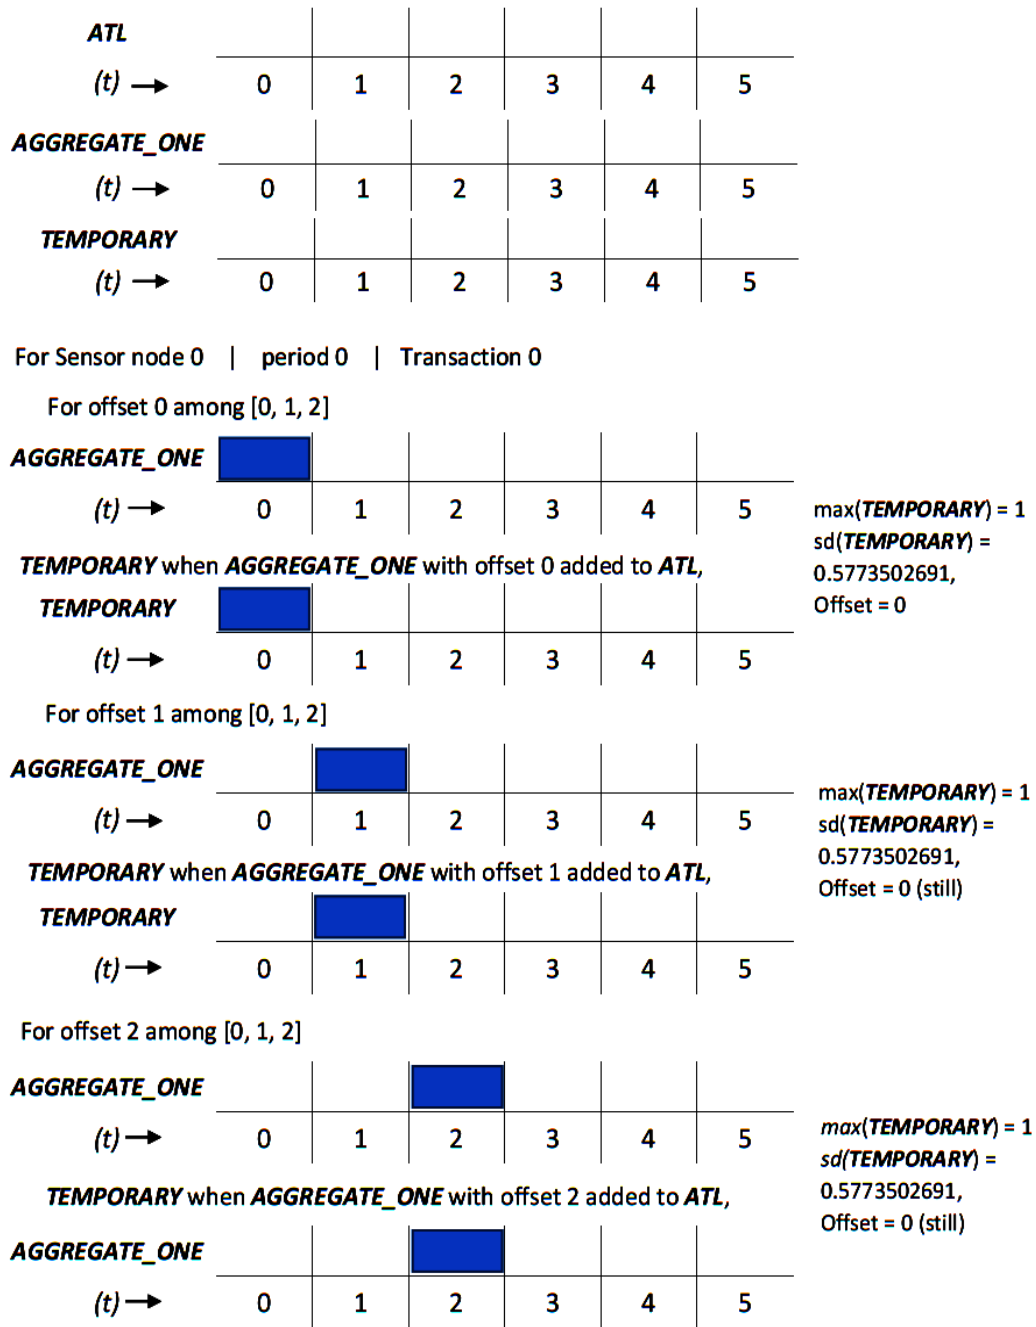 ATL
(t) → 0 1 2 3 4 5
AGGREGATE_ONE
(t) → 0 1 2 3 4 5
TEMPORARY
(t) → 0 1 2 3 4 5
For Sensor node 0 | period 0 | Transaction 0
For offset 0 among [0, 1, 2]
AGGREGATE_ONE
(t) → 0 1 2 3 4 5
max(TEMPORARY) = 1
sd(TEMPORARY) =
0.5773502691,
Offset = 0
TEMPORARY when AGGREGATE_ONE with offset 0 added to ATL,
TEMPORARY
(t) → 0 1 2 3 4 5
For offset 1 among [0, 1, 2]
AGGREGATE_ONE
(t) → 0 1 2 3 4 5
max(TEMPORARY) = 1
sd(TEMPORARY) =
0.5773502691,
Offset = 0 (still)
TEMPORARY when AGGREGATE_ONE with offset 1 added to ATL,
TEMPORARY
(t) → 0 1 2 3 4 5
For offset 2 among [0, 1, 2]
AGGREGATE_ONE
(t) → 0 1 2 3 4 5
max(TEMPORARY) = 1
sd(TEMPORARY) =
0.5773502691,
Offset = 0 (still)
TEMPORARY when AGGREGATE_ONE with offset 2 added to ATL,
AGGREGATE_ONE
(t) → 0 1 2 3 4 5